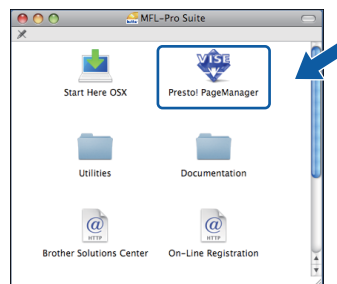 MFL-Pro Suite
VISE
Start Here OSX
Presto! PageManager
Utilities
Documentation
@
HTTP
@
HTTP
Brother Solutions Center
On-Line Registration